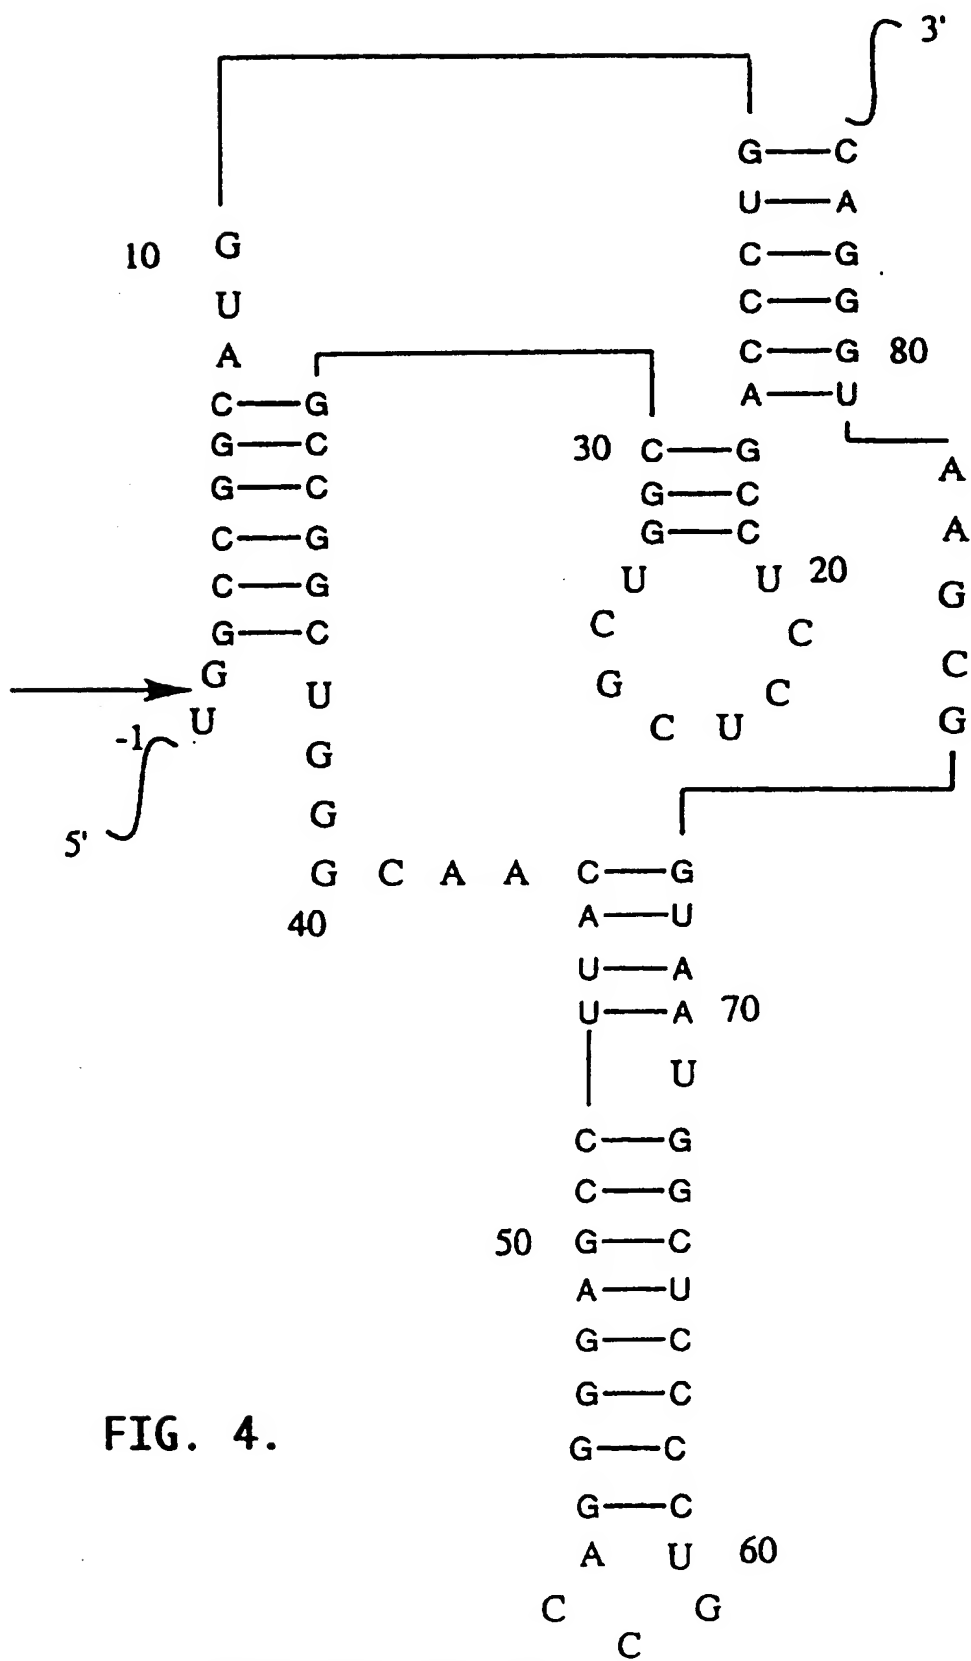 3'
G C
U A
10 G C G
U C G
A C G 80
C G A U
G C 30 C G A
G C G C A
C G G C G
C G U U 20 C
G C C C G
G U G C
-1 U G C U
5' G
G C A A C G
40 A U
U A
U A 70
U
C G
C G
50 G C
A U
G C
G C
G C
FIG. 4.
G C
A U 60
C G
C